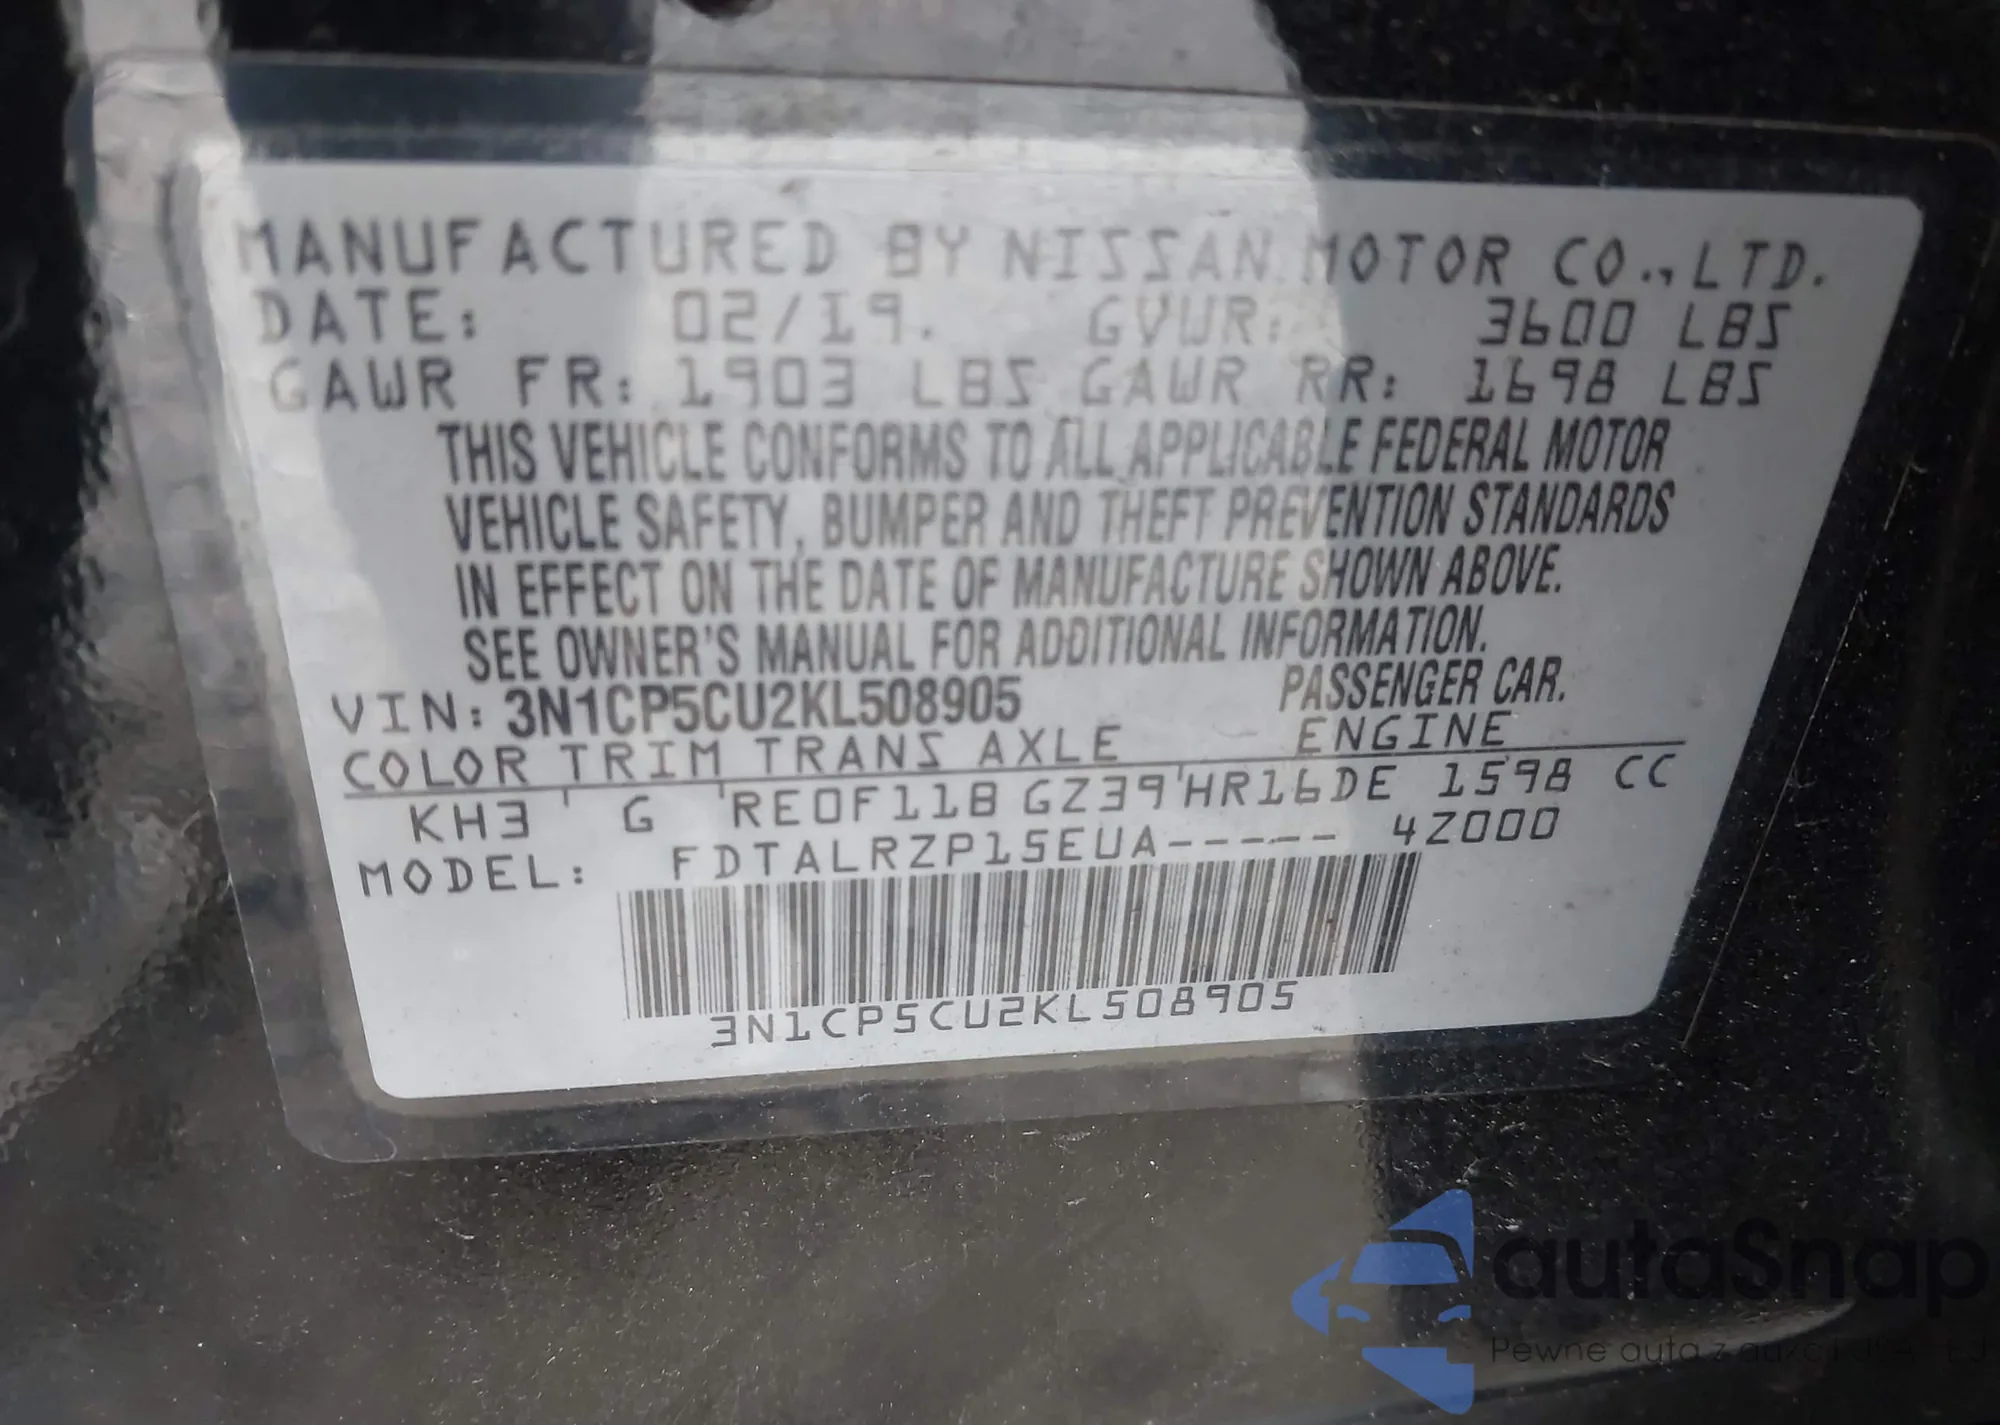 MANUFACTURED BY NISSAN MOTOR CO., LTD.
DATE: 02/19. GVWR: 3600 LBS
GAWR FR: 1903 LBS GAWR RR: 1698 LBS
THIS VEHICLE CONFORMS TO ALL APPLICABLE FEDERAL MOTOR
VEHICLE SAFETY, BUMPER AND THEFT PREVENTION STANDARDS
IN EFFECT ON THE DATE OF MANUFACTURE SHOWN ABOVE.
SEE OWNER'S MANUAL FOR ADDITIONAL INFORMATION.
VIN: 3N1CP5CU2KL508905 PASSENGER CAR.
COLOR TRIM TRANS AXLE ENGINE
KH3 G RE0F11B GZ39 HR16DE 1598 CC
MODEL: FDTALRZP15EUA----- 4Z000
3N1CP5CU2KL508905
autaSnap
Pewne auta z